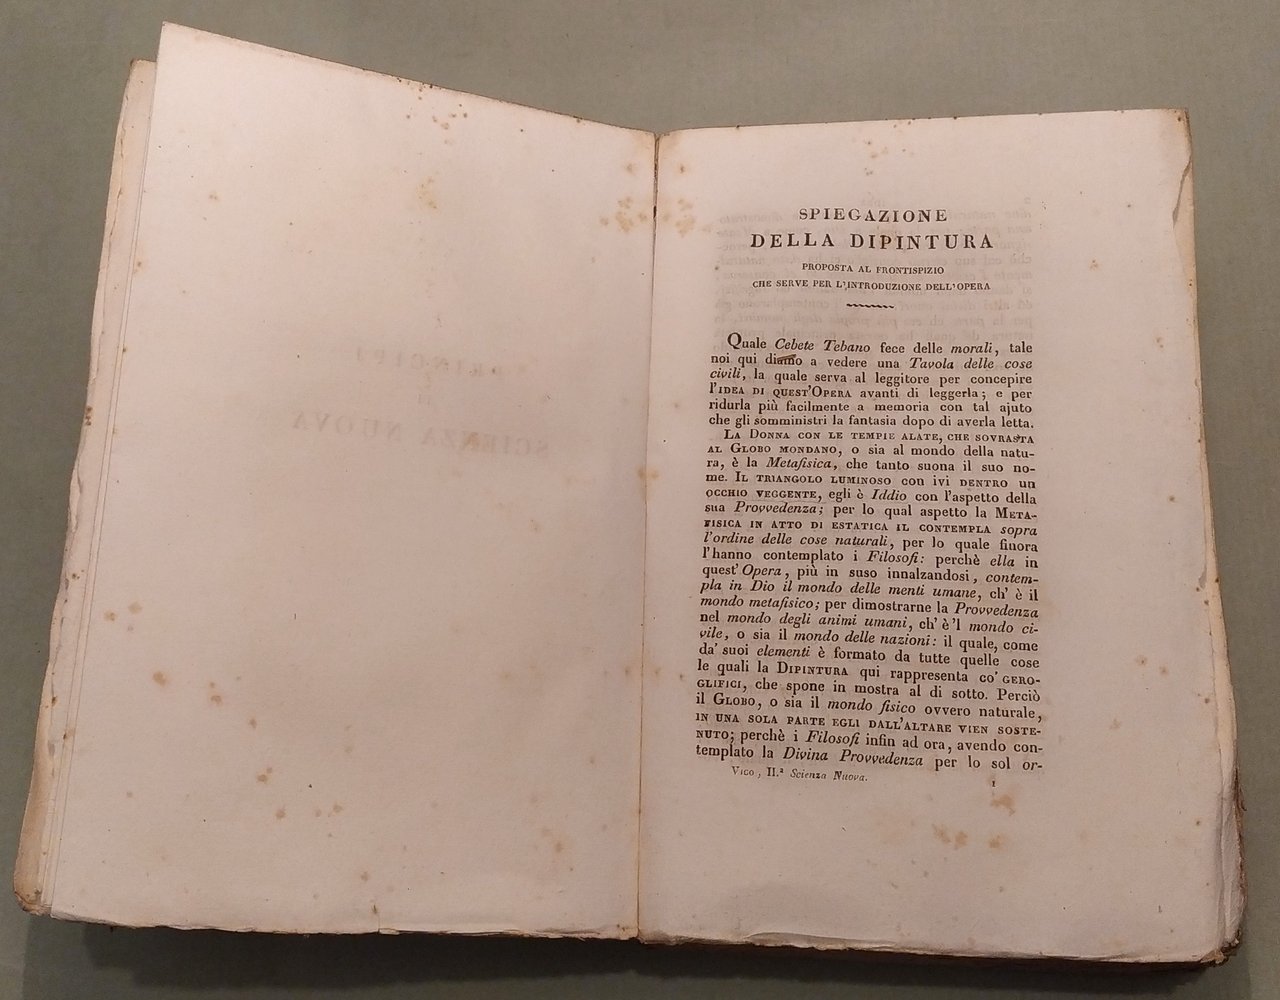 PRINCIPJ
DI
SCIENZA NUOVA
SPIEGAZIONE
DELLA DIPINTURA
PROPOSTA AL FRONTISPIZIO
CHE SERVE PER L'INTRODUZIONE DELL'OPERA
Quale Cebete Tebano fece delle morali, tale
noi qui diamo a vedere una Tavola delle cose
civili, la quale serva al leggitore per concepire
l'IDEA DI QUEST'OPERA avanti di leggerla; e per
ridurla più facilmente a memoria con tal ajuto
che gli somministri la fantasia dopo di averla letta.
LA DONNA CON LE TEMPIE ALATE, CHE SOVRASTA
AL GLOBO MONDANO, o sia al mondo della natu-
ra, è la Metafisica, che tanto suona il suo no-
me. IL TRIANGOLO LUMINOSO con ivi DENTRO un
OCCHIO VEGGENTE, egli è Iddio con l'aspetto della
sua Provvedenza; per lo qual aspetto la META-
FISICA IN ATTO DI ESTATICA IL CONTEMPLA sopra
l'ordine delle cose naturali, per lo quale finora
l'hanno contemplato i Filosofi: perchè ella in
quest'Opera, più in suso innalzandosi, contem-
pla in Dio il mondo delle menti umane, ch'è il
mondo metafisico; per dimostrarne la Provvedenza
nel mondo degli animi umani, ch'è'l mondo ci-
vile, o sia il mondo delle nazioni: il quale, come
da' suoi elementi è formato da tutte quelle cose
le quali la DIPINTURA qui rappresenta co' GERO-
GLIFICI, che spone in mostra al di sotto. Perciò
il GLOBO, o sia il mondo fisico ovvero naturale,
IN UNA SOLA PARTE EGLI DALL'ALTARE VIEN SOSTE-
NUTO; perchè i Filosofi infin ad ora, avendo con-
templato la Divina Provvedenza per lo sol or-
VICO, II.ª Scienza Nuova.
1